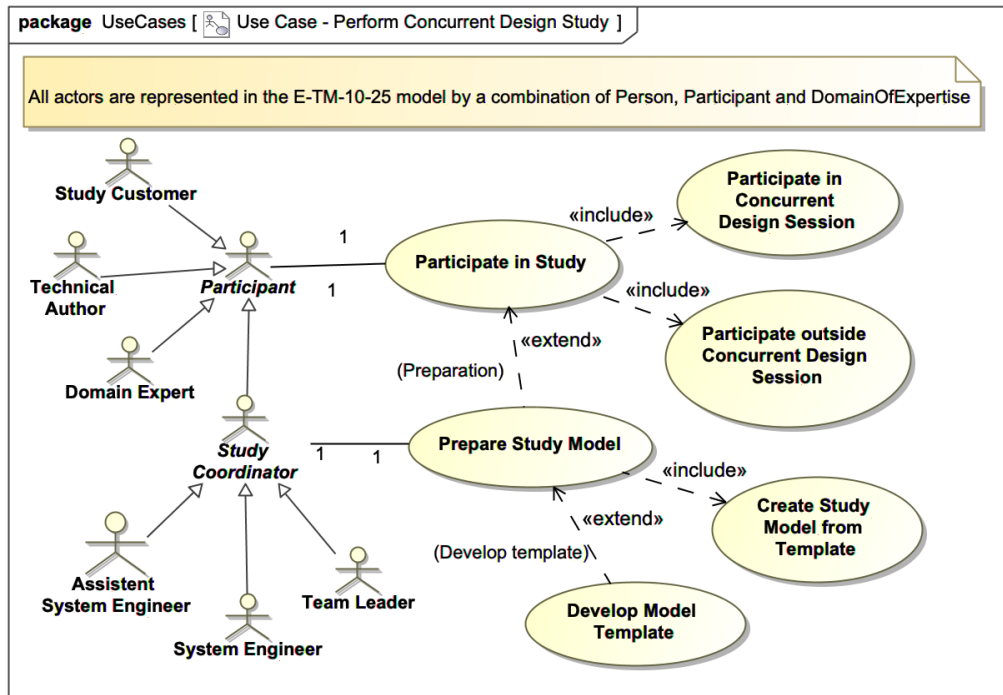 package UseCases [ Use Case - Perform Concurrent Design Study ]
All actors are represented in the E-TM-10-25 model by a combination of Person, Participant and DomainOfExpertise
Study Customer
Technical
Author
Participant
Domain Expert
Study
Coordinator
Assistent
System Engineer
System Engineer
Team Leader
1
1
Participate in Study
«include»
Participate in
Concurrent
Design Session
«include»
Participate outside
Concurrent Design
Session
«extend»
(Preparation)
1
1
Prepare Study Model
«include»
Create Study
Model from
Template
«extend»
(Develop template)
Develop Model
Template